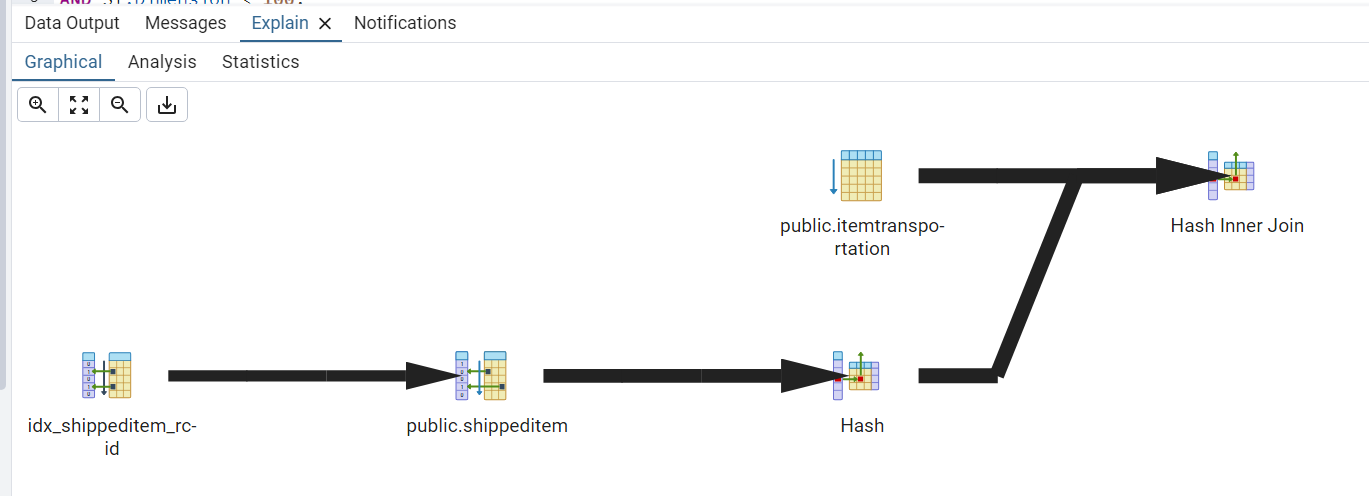 Data Output Messages Explain Notifications
Graphical Analysis Statistics
public.itemtranspo-
rtation
Hash Inner Join
idx_shippeditem_rc-
id
public.shippeditem
Hash